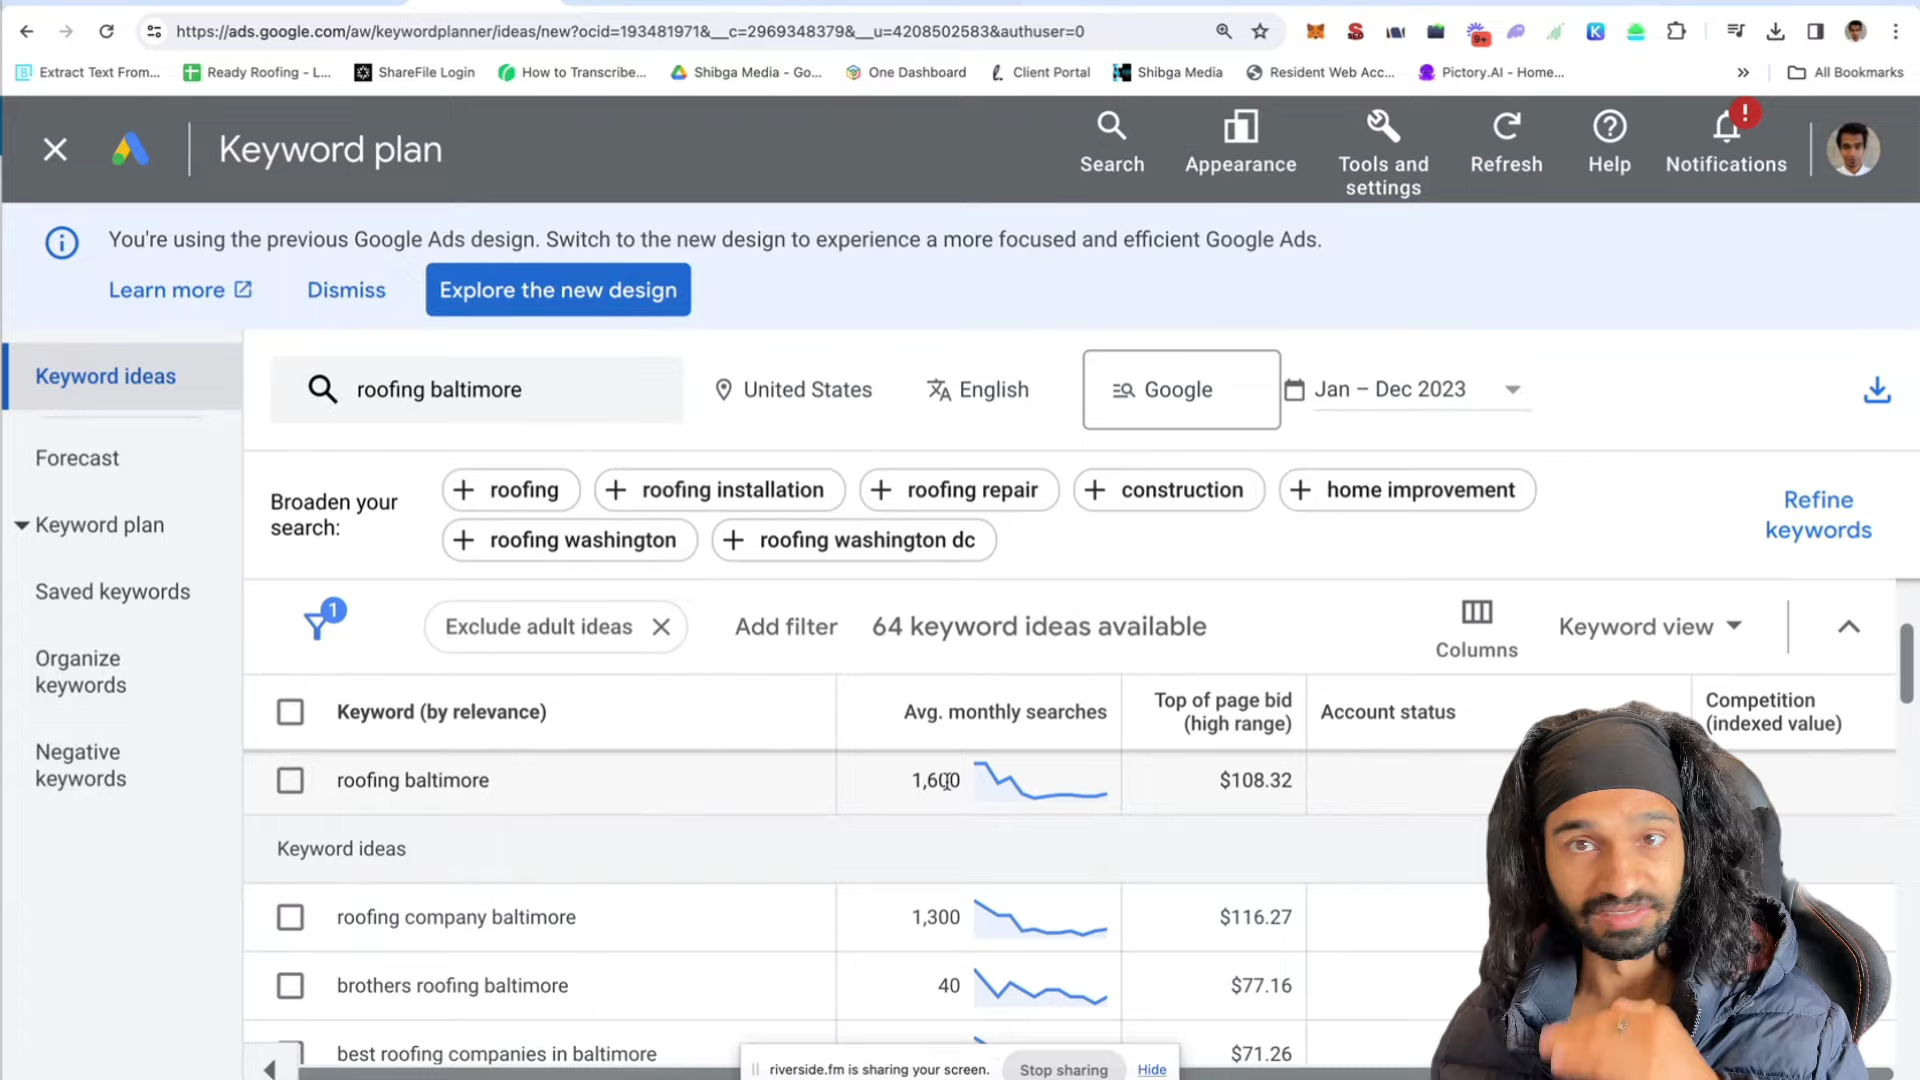 https://ads.google.com/aw/keywordplanner/ideas/new?ocid=193481971&__c=2969348379&__u=4208502583&authuser=0
9+
Extract Text From...
Ready Roofing - L...
ShareFile Login
How to Transcribe...
Shibga Media - Go...
One Dashboard
Client Portal
Shibga Media
Resident Web Acc...
Pictory.AI - Home...
»
All Bookmarks
Keyword plan
Search
Appearance
Tools and
settings
Refresh
Help
!
Notifications
You're using the previous Google Ads design. Switch to the new design to experience a more focused and efficient Google Ads.
Learn more
Dismiss
Explore the new design
Keyword ideas
Forecast
Keyword plan
Saved keywords
Organize
keywords
Negative
keywords
roofing baltimore
United States
English
Google
Jan – Dec 2023
Broaden your
search:
roofing
roofing installation
roofing repair
construction
home improvement
roofing washington
roofing washington dc
Refine
keywords
1
Exclude adult ideas
Add filter
64 keyword ideas available
Columns
Keyword view
Keyword (by relevance)
Avg. monthly searches
Top of page bid
(high range)
Account status
Competition
(indexed value)
roofing baltimore
1,600
$108.32
Keyword ideas
roofing company baltimore
1,300
$116.27
brothers roofing baltimore
40
$77.16
best roofing companies in baltimore
$71.26
riverside.fm is sharing your screen.
Stop sharing
Hide